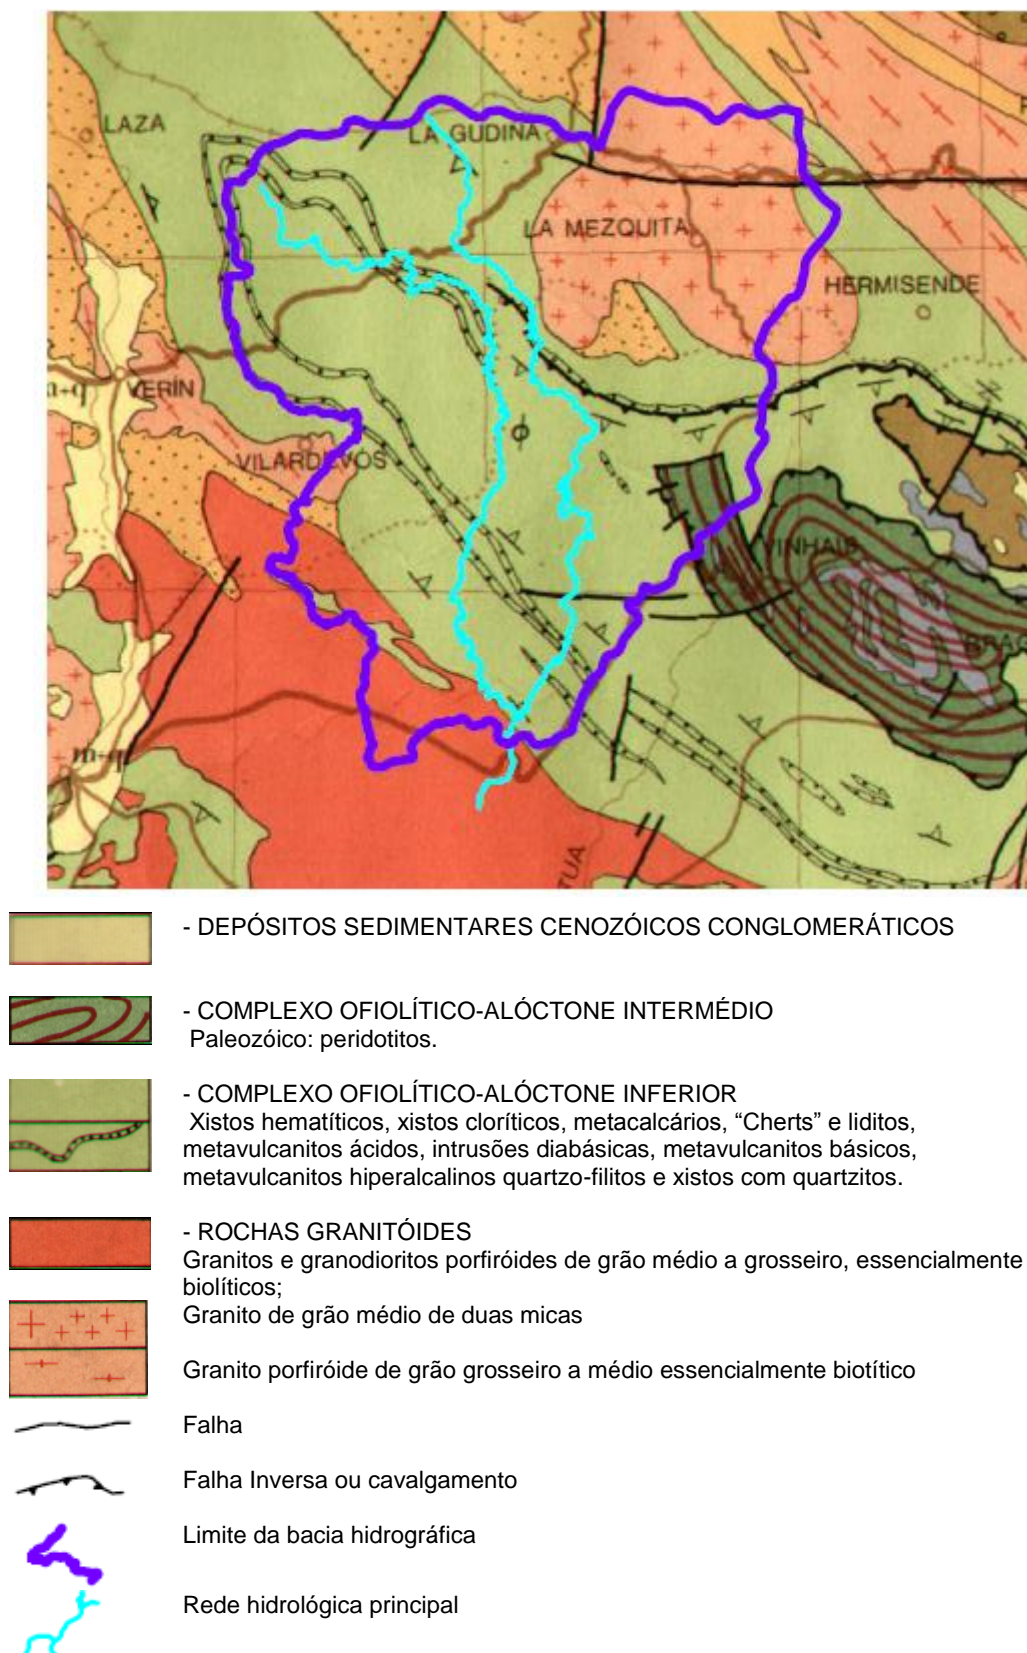 LAZA
LA GUDINA
LA MEZQUITA
HERMISENDE
VERÍN
VILARDEVÓS
VINHAIS
BRAG
m-q
TUA
- DEPÓSITOS SEDIMENTARES CENOZÓICOS CONGLOMERÁTICOS
- COMPLEXO OFIOLÍTICO-ALÓCTONE INTERMÉDIO
Paleozóico: peridotitos.
- COMPLEXO OFIOLÍTICO-ALÓCTONE INFERIOR
Xistos hematíticos, xistos cloríticos, metacalcários, “Cherts” e liditos,
metavulcanitos ácidos, intrusões diabásicas, metavulcanitos básicos,
metavulcanitos hiperalcalinos quartzo-filitos e xistos com quartzitos.
- ROCHAS GRANITÓIDES
Granitos e granodioritos porfiróides de grão médio a grosseiro, essencialmente
biolíticos;
Granito de grão médio de duas micas
Granito porfiróide de grão grosseiro a médio essencialmente biotítico
Falha
Falha Inversa ou cavalgamento
Limite da bacia hidrográfica
Rede hidrológica principal